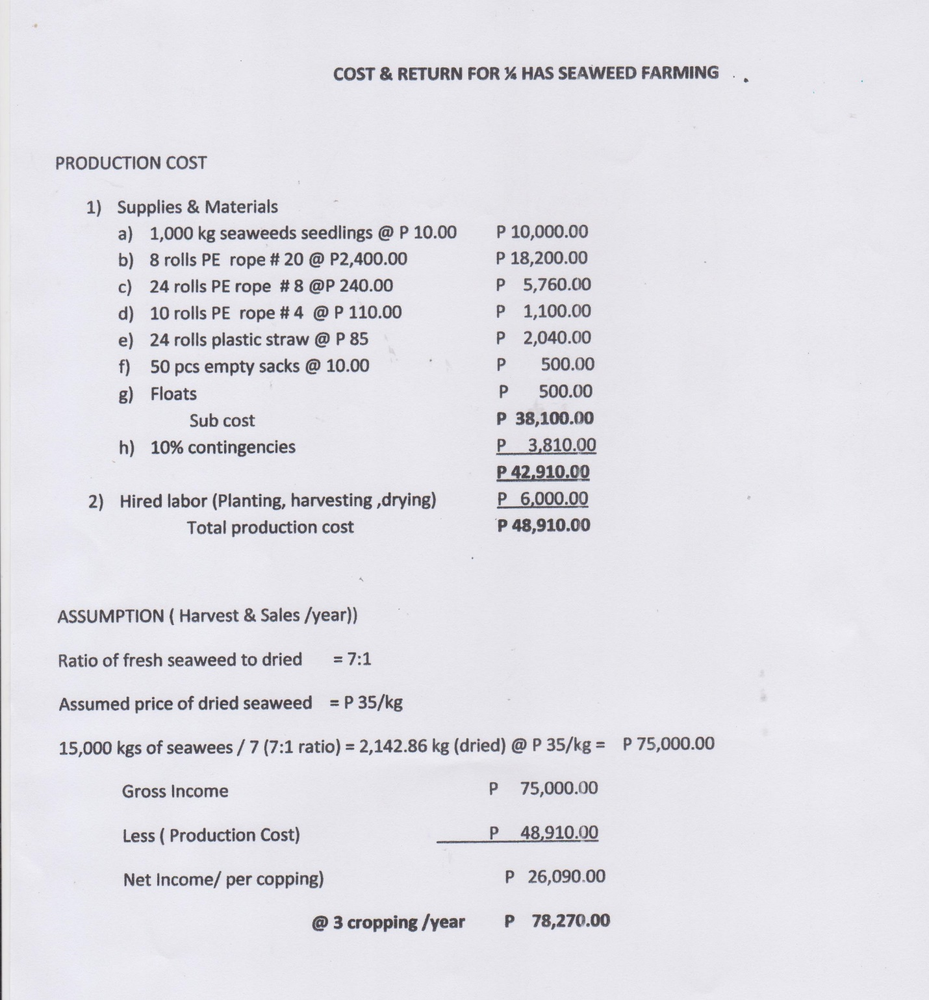 COST & RETURN FOR ¼ HAS SEAWEED FARMING
PRODUCTION COST
1) Supplies & Materials
a) 1,000 kg seaweeds seedlings @ P 10.00 P 10,000.00
b) 8 rolls PE rope # 20 @ P2,400.00 P 18,200.00
c) 24 rolls PE rope # 8 @P 240.00 P 5,760.00
d) 10 rolls PE rope # 4 @ P 110.00 P 1,100.00
e) 24 rolls plastic straw @ P 85 P 2,040.00
f) 50 pcs empty sacks @ 10.00 P 500.00
g) Floats P 500.00
Sub cost P 38,100.00
h) 10% contingencies P 3,810.00
P 42,910.00
2) Hired labor (Planting, harvesting ,drying) P 6,000.00
Total production cost P 48,910.00
ASSUMPTION ( Harvest & Sales /year))
Ratio of fresh seaweed to dried = 7:1
Assumed price of dried seaweed = P 35/kg
15,000 kgs of seawees / 7 (7:1 ratio) = 2,142.86 kg (dried) @ P 35/kg = P 75,000.00
Gross Income P 75,000.00
Less ( Production Cost) P 48,910.00
Net Income/ per copping) P 26,090.00
@ 3 cropping /year P 78,270.00